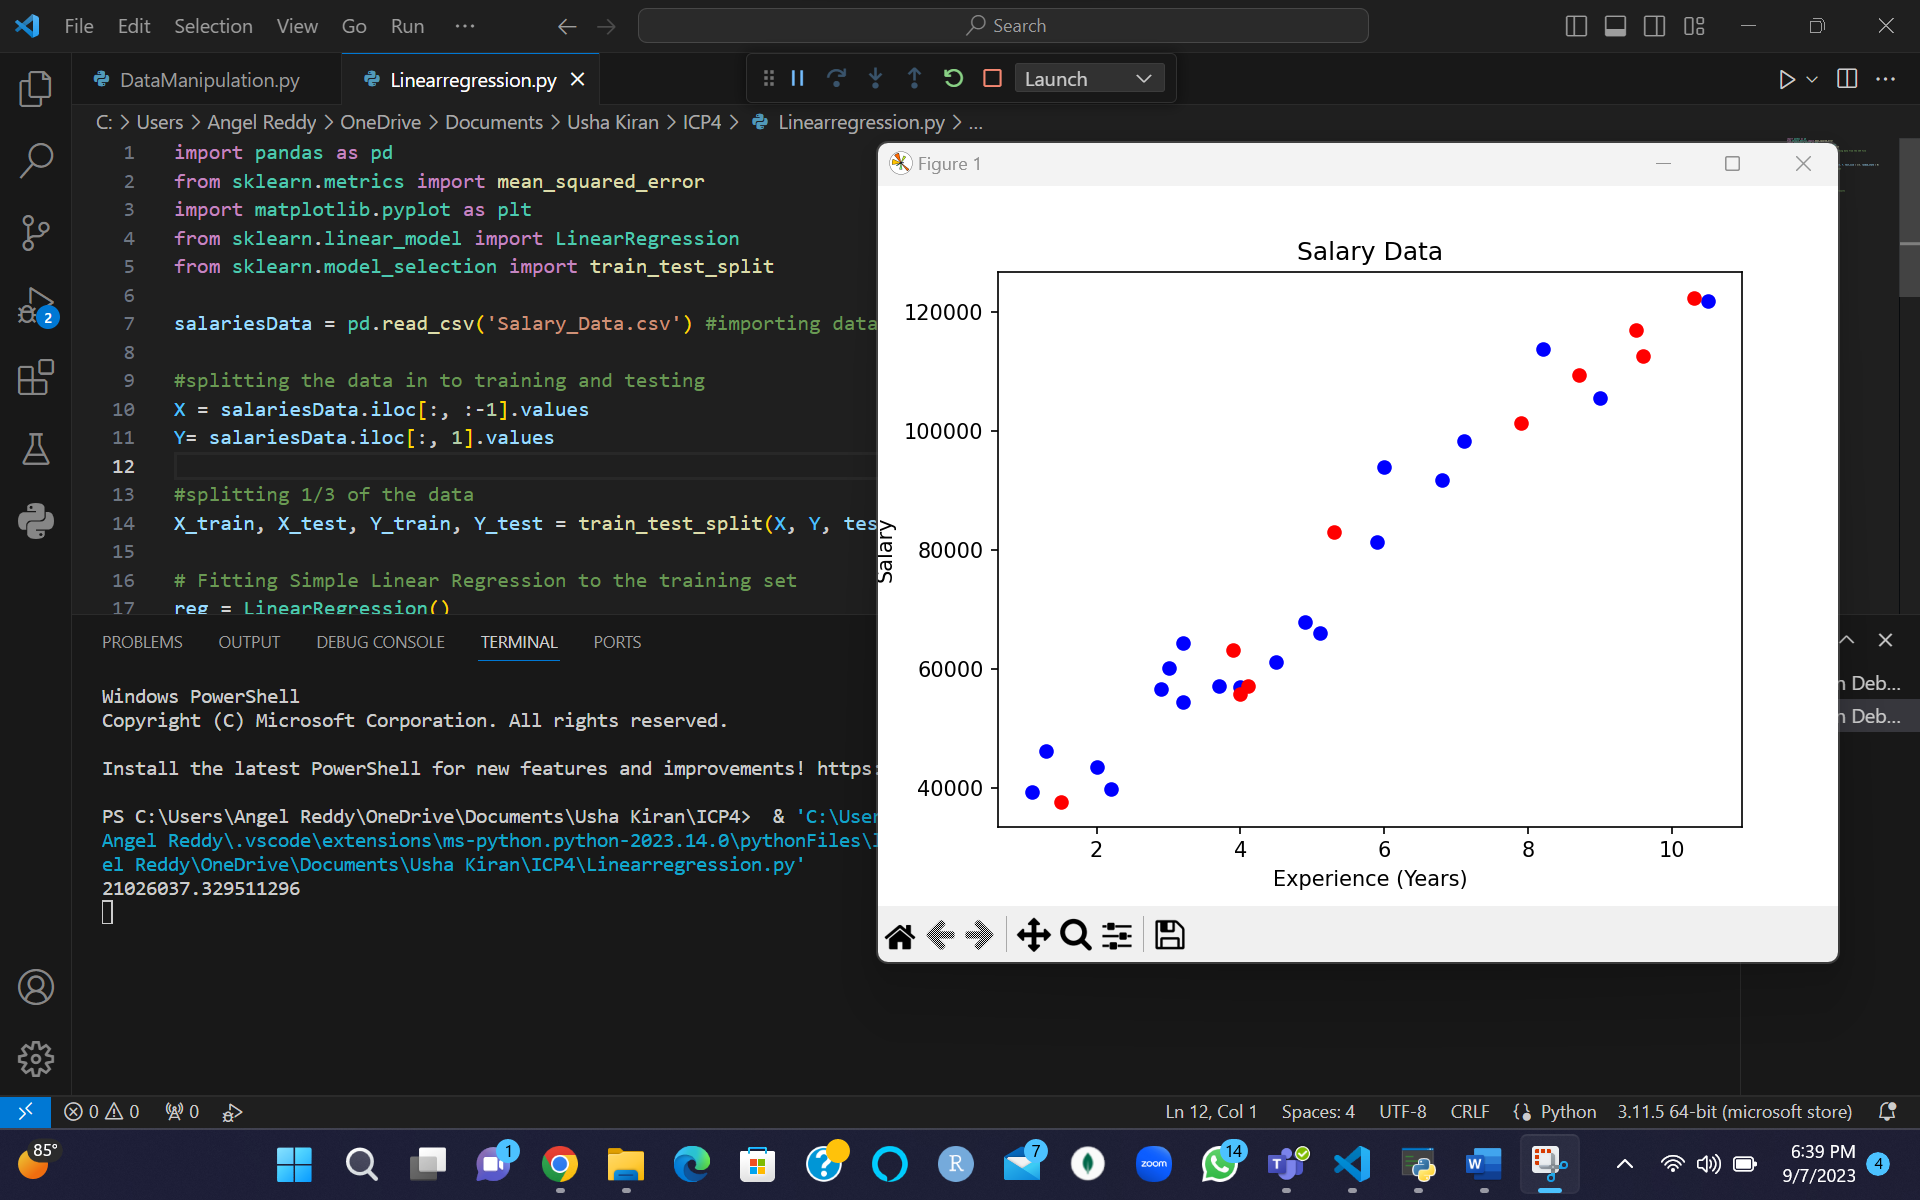 File Edit Selection View Go Run ··· Search
DataManipulation.py Linearregression.py Launch
C: > Users > Angel Reddy > OneDrive > Documents > Usha Kiran > ICP4 > Linearregression.py > ...
1 import pandas as pd
2 from sklearn.metrics import mean_squared_error
3 import matplotlib.pyplot as plt
4 from sklearn.linear_model import LinearRegression
5 from sklearn.model_selection import train_test_split
6
7 salariesData = pd.read_csv('Salary_Data.csv') #importing data
8
9 #splitting the data in to training and testing
10 X = salariesData.iloc[:, :-1].values
11 Y= salariesData.iloc[:, 1].values
12
13 #splitting 1/3 of the data
14 X_train, X_test, Y_train, Y_test = train_test_split(X, Y, tes
15
16 # Fitting Simple Linear Regression to the training set
17 reg = LinearRegression()
2
Figure 1
Salary Data
120000
100000
80000
60000
40000
Salary
2 4 6 8 10
Experience (Years)
PROBLEMS OUTPUT DEBUG CONSOLE TERMINAL PORTS
n Deb...
n Deb...
Windows PowerShell
Copyright (C) Microsoft Corporation. All rights reserved.
Install the latest PowerShell for new features and improvements! https:
PS C:\Users\Angel Reddy\OneDrive\Documents\Usha Kiran\ICP4>  & 'C:\User
Angel Reddy\.vscode\extensions\ms-python.python-2023.14.0\pythonFiles\l
el Reddy\OneDrive\Documents\Usha Kiran\ICP4\Linearregression.py'
21026037.329511296
0 0 0 Ln 12, Col 1 Spaces: 4 UTF-8 CRLF Python 3.11.5 64-bit (microsoft store)
85° 1 R 7 zoom 14 T W 6:39 PM 4
9/7/2023